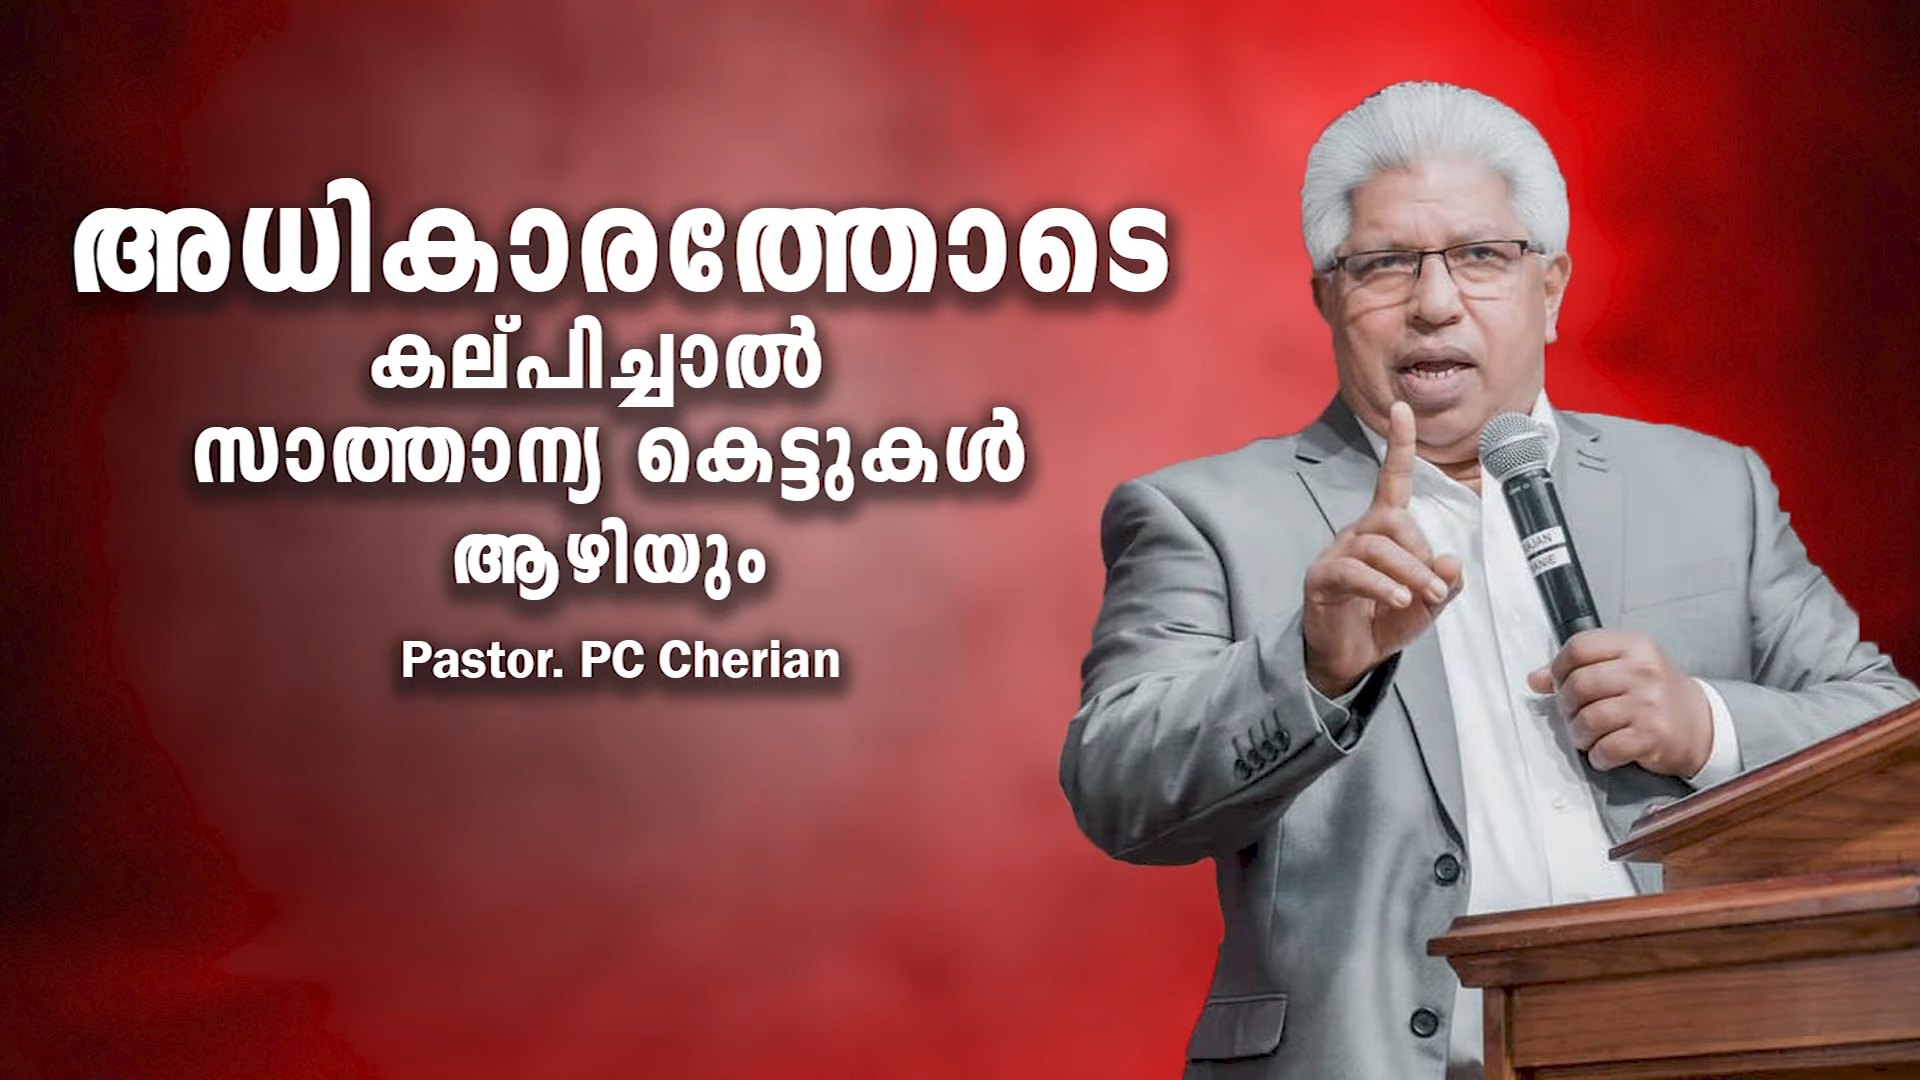 അധികാരത്തോടെ
കല്പിച്ചാൽ
സാത്താന്യ കെട്ടുകൾ
ആഴിയും
Pastor. PC Cherian